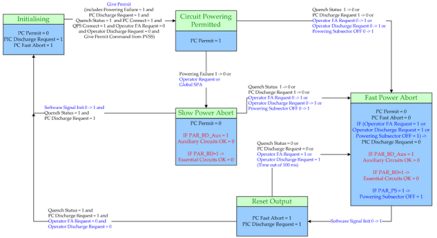 Initialising
PC Permit = 0
PC Discharge Request = 1
PC Fast Abort = 1
Give Permit
(includes Powering Failure = 1 and
PC Discharge Request = 1 and
Quench Status = 1 and PC Connect = 1 and
QPS Connect = 1 and Operator FA Request = 0
and Operator Discharge Request = 0 and
Give Permit Command from PVSS)
Circuit Powering
Permitted
PC Permit = 1
Quench Status 1 -> 0 or
PC Discharge Request 1 -> 0 or
Operator FA Request 0 -> 1 or
Operator Discharge Request 0 -> 1 or
Powering Subsector OFF 0 -> 1
Powering Failure 1 -> 0 or
Operator Request or
Global SPA
Software Signal Init 0 -> 1 and
Quench Status = 1 and
PC Discharge Request = 1
Slow Power Abort
PC Permit = 0
IF PAR_BD_Aux = 1
Auxiliary Circuits OK = 0
IF PAR_BD=1 ->
Essential Circuits OK = 0
Quench Status 1 -> 0 or
PC Discharge Request 1 -> 0 or
Operator FA Request 0 -> 1 or
Operator Discharge Request 0 -> 1 or
Powering Subsector OFF 0 -> 1
Fast Power Abort
PC Permit = 0
PC Fast Abort = 0
IF (Operator FA Request = 1 or
Operator Discharge Request = 1 or
Powering Subsector OFF = 1) ->
PIC Discharge Request = 0
IF PAR_BD_Aux = 1
Auxiliary Circuits OK = 0
IF PAR_BD=1 ->
Essential Circuits OK = 0
IF PAR_PS = 1 ->
Powering Subsector OFF = 1
Quench Status = 0 or
PC Discharge Request = 0 or
Operator FA Request = 1 or
Operator Discharge Request = 1
(Time out of 100 ms)
Reset Output
PC Fast Abort = 1
PIC Discharge Request = 1
Software Signal Init 0 -> 1
Quench Status = 1 and
PC Discharge Request = 1 and
Operator FA Request = 0 and
Operator Discharge Request = 0